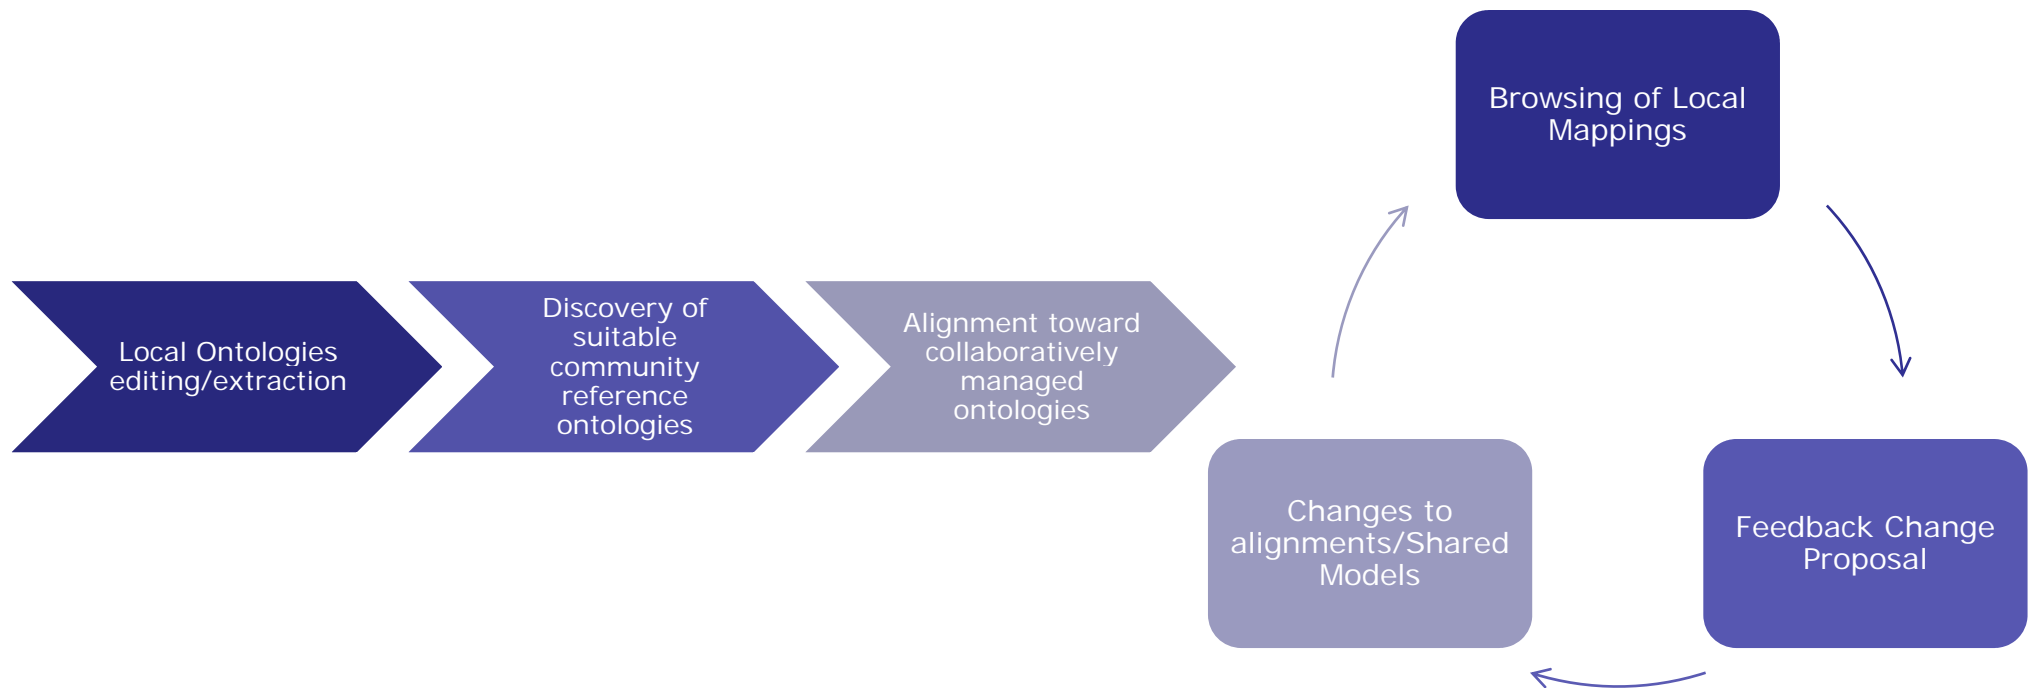 Local Ontologies
editing/extraction
Discovery of
suitable
community
reference
ontologies
Alignment toward
collaboratively
managed
ontologies
Browsing of Local
Mappings
Feedback Change
Proposal
Changes to
alignments/Shared
Models